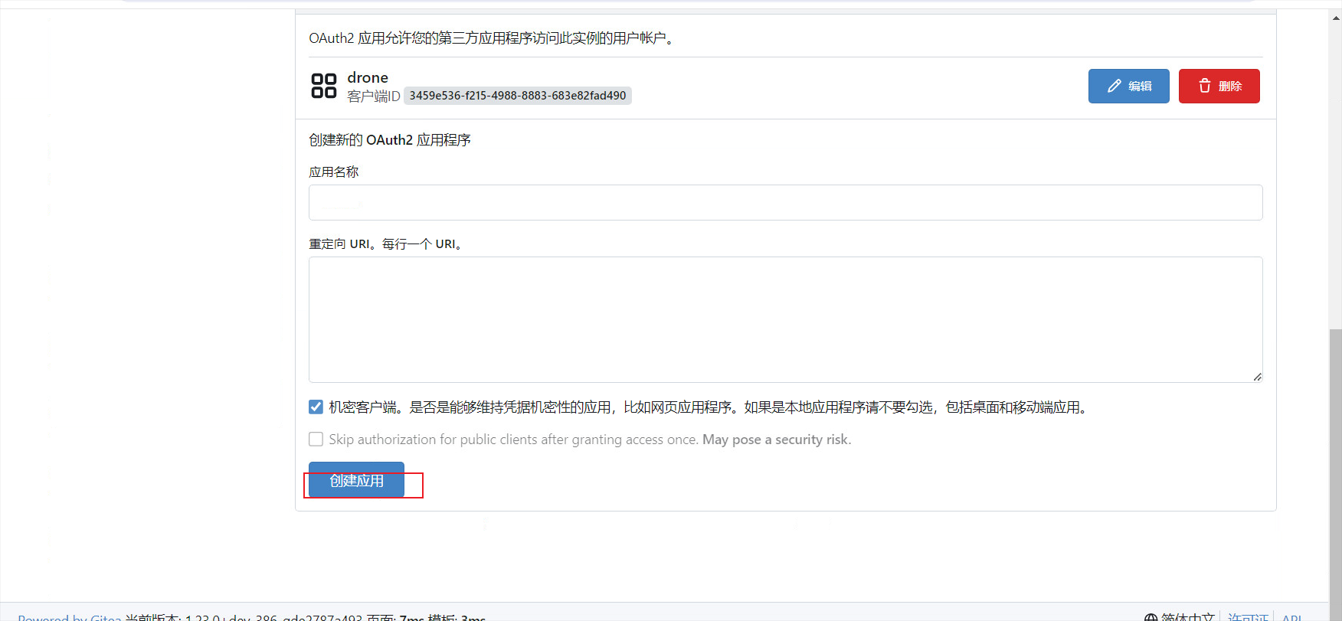 OAuth2 应用允许您的第三方应用程序访问此实例的用户帐户。
drone
客户端ID 3459e536-f215-4988-8883-683e82fad490
编辑
删除
创建新的 OAuth2 应用程序
应用名称
重定向 URI。每行一个 URI。
机密客户端。是否是能够维持凭据机密性的应用，比如网页应用程序。如果是本地应用程序请不要勾选，包括桌面和移动端应用。
Skip authorization for public clients after granting access once. May pose a security risk.
创建应用
Powered by Gitea 当前版本: 1.23.0+dev-386-gde2787a493 页面: 7ms 模板: 3ms
简体中文
许可证
API